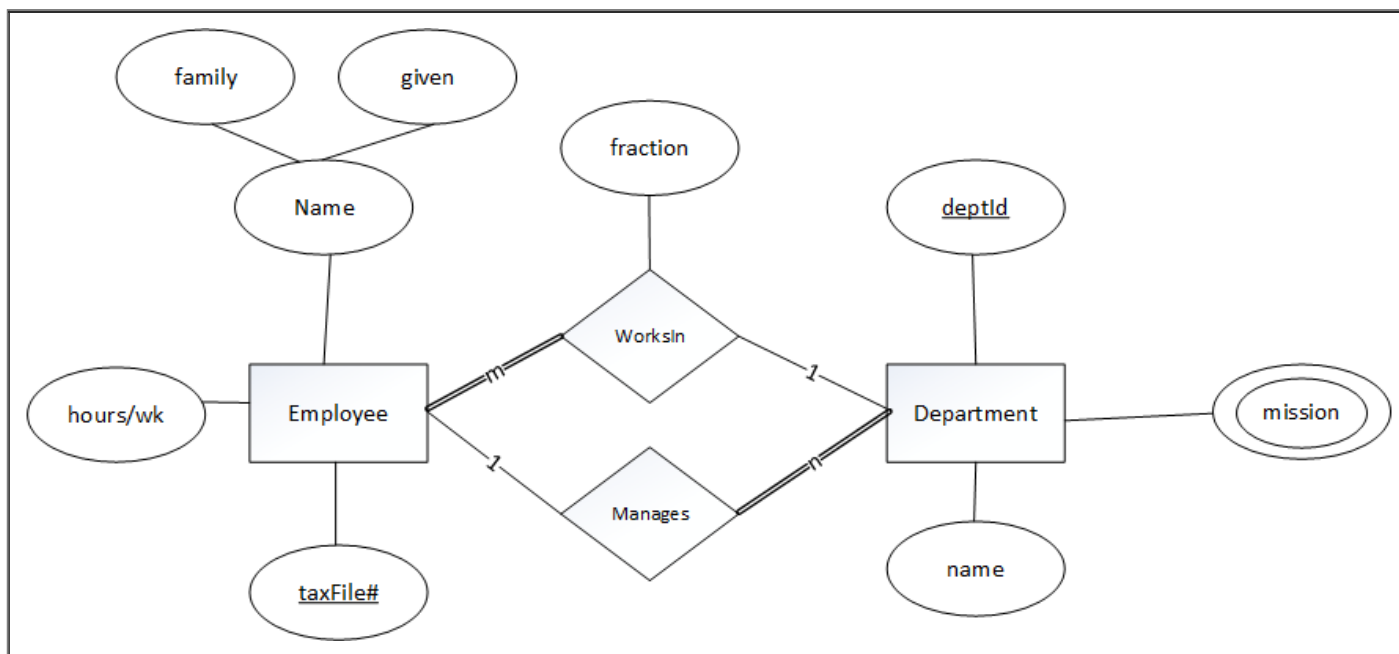 family
given
fraction
Name
deptId
WorksIn
m
1
hours/wk
Employee
Department
mission
1
n
Manages
name
taxFile#